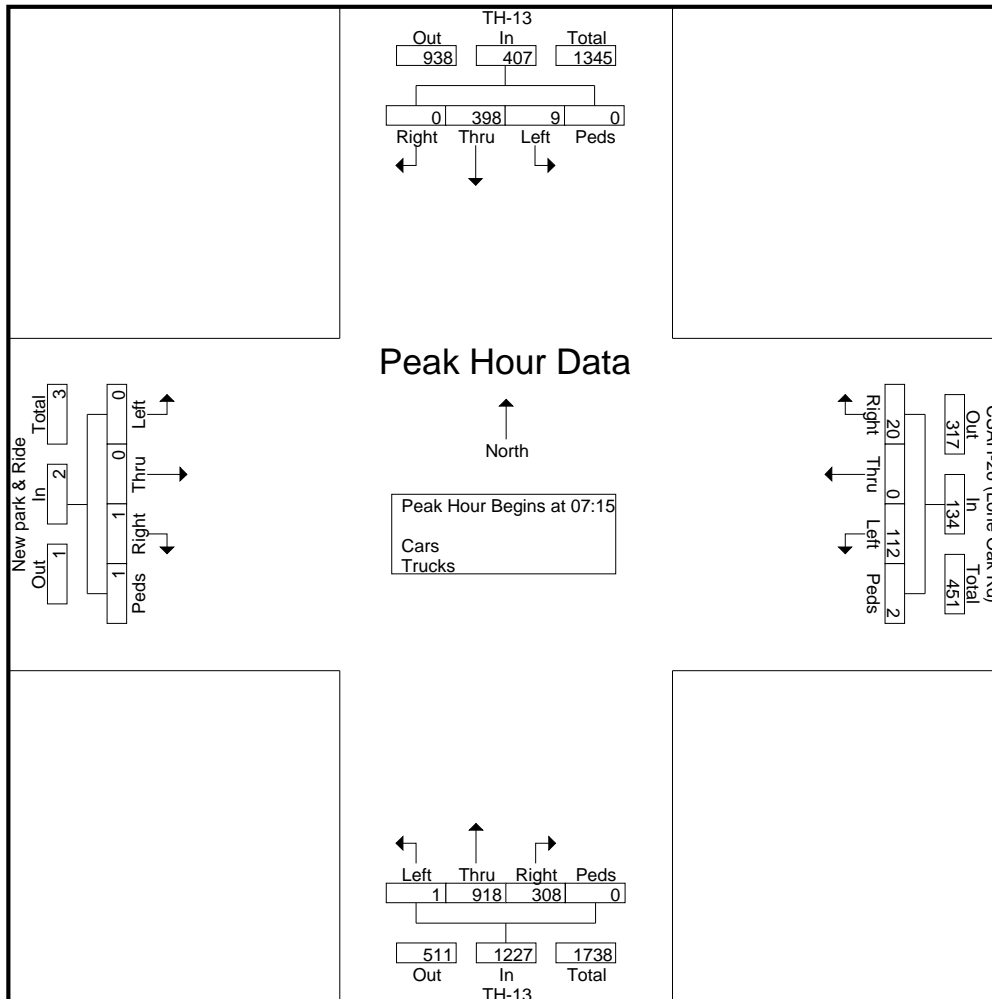 TH-13
Out In Total
938 407 1345
0 398 9 0
Right Thru Left Peds
Peak Hour Data
North
Peak Hour Begins at 07:15
Cars
Trucks
New park & Ride
Total In Out
3 2 1
0 0 1 1
Left Thru Right Peds
(Lone Oak Rd)
Out In Total
317 134 451
20 0 112 2
Right Thru Left Peds
Left Thru Right Peds
1 918 308 0
511 1227 1738
Out In Total
TH-13